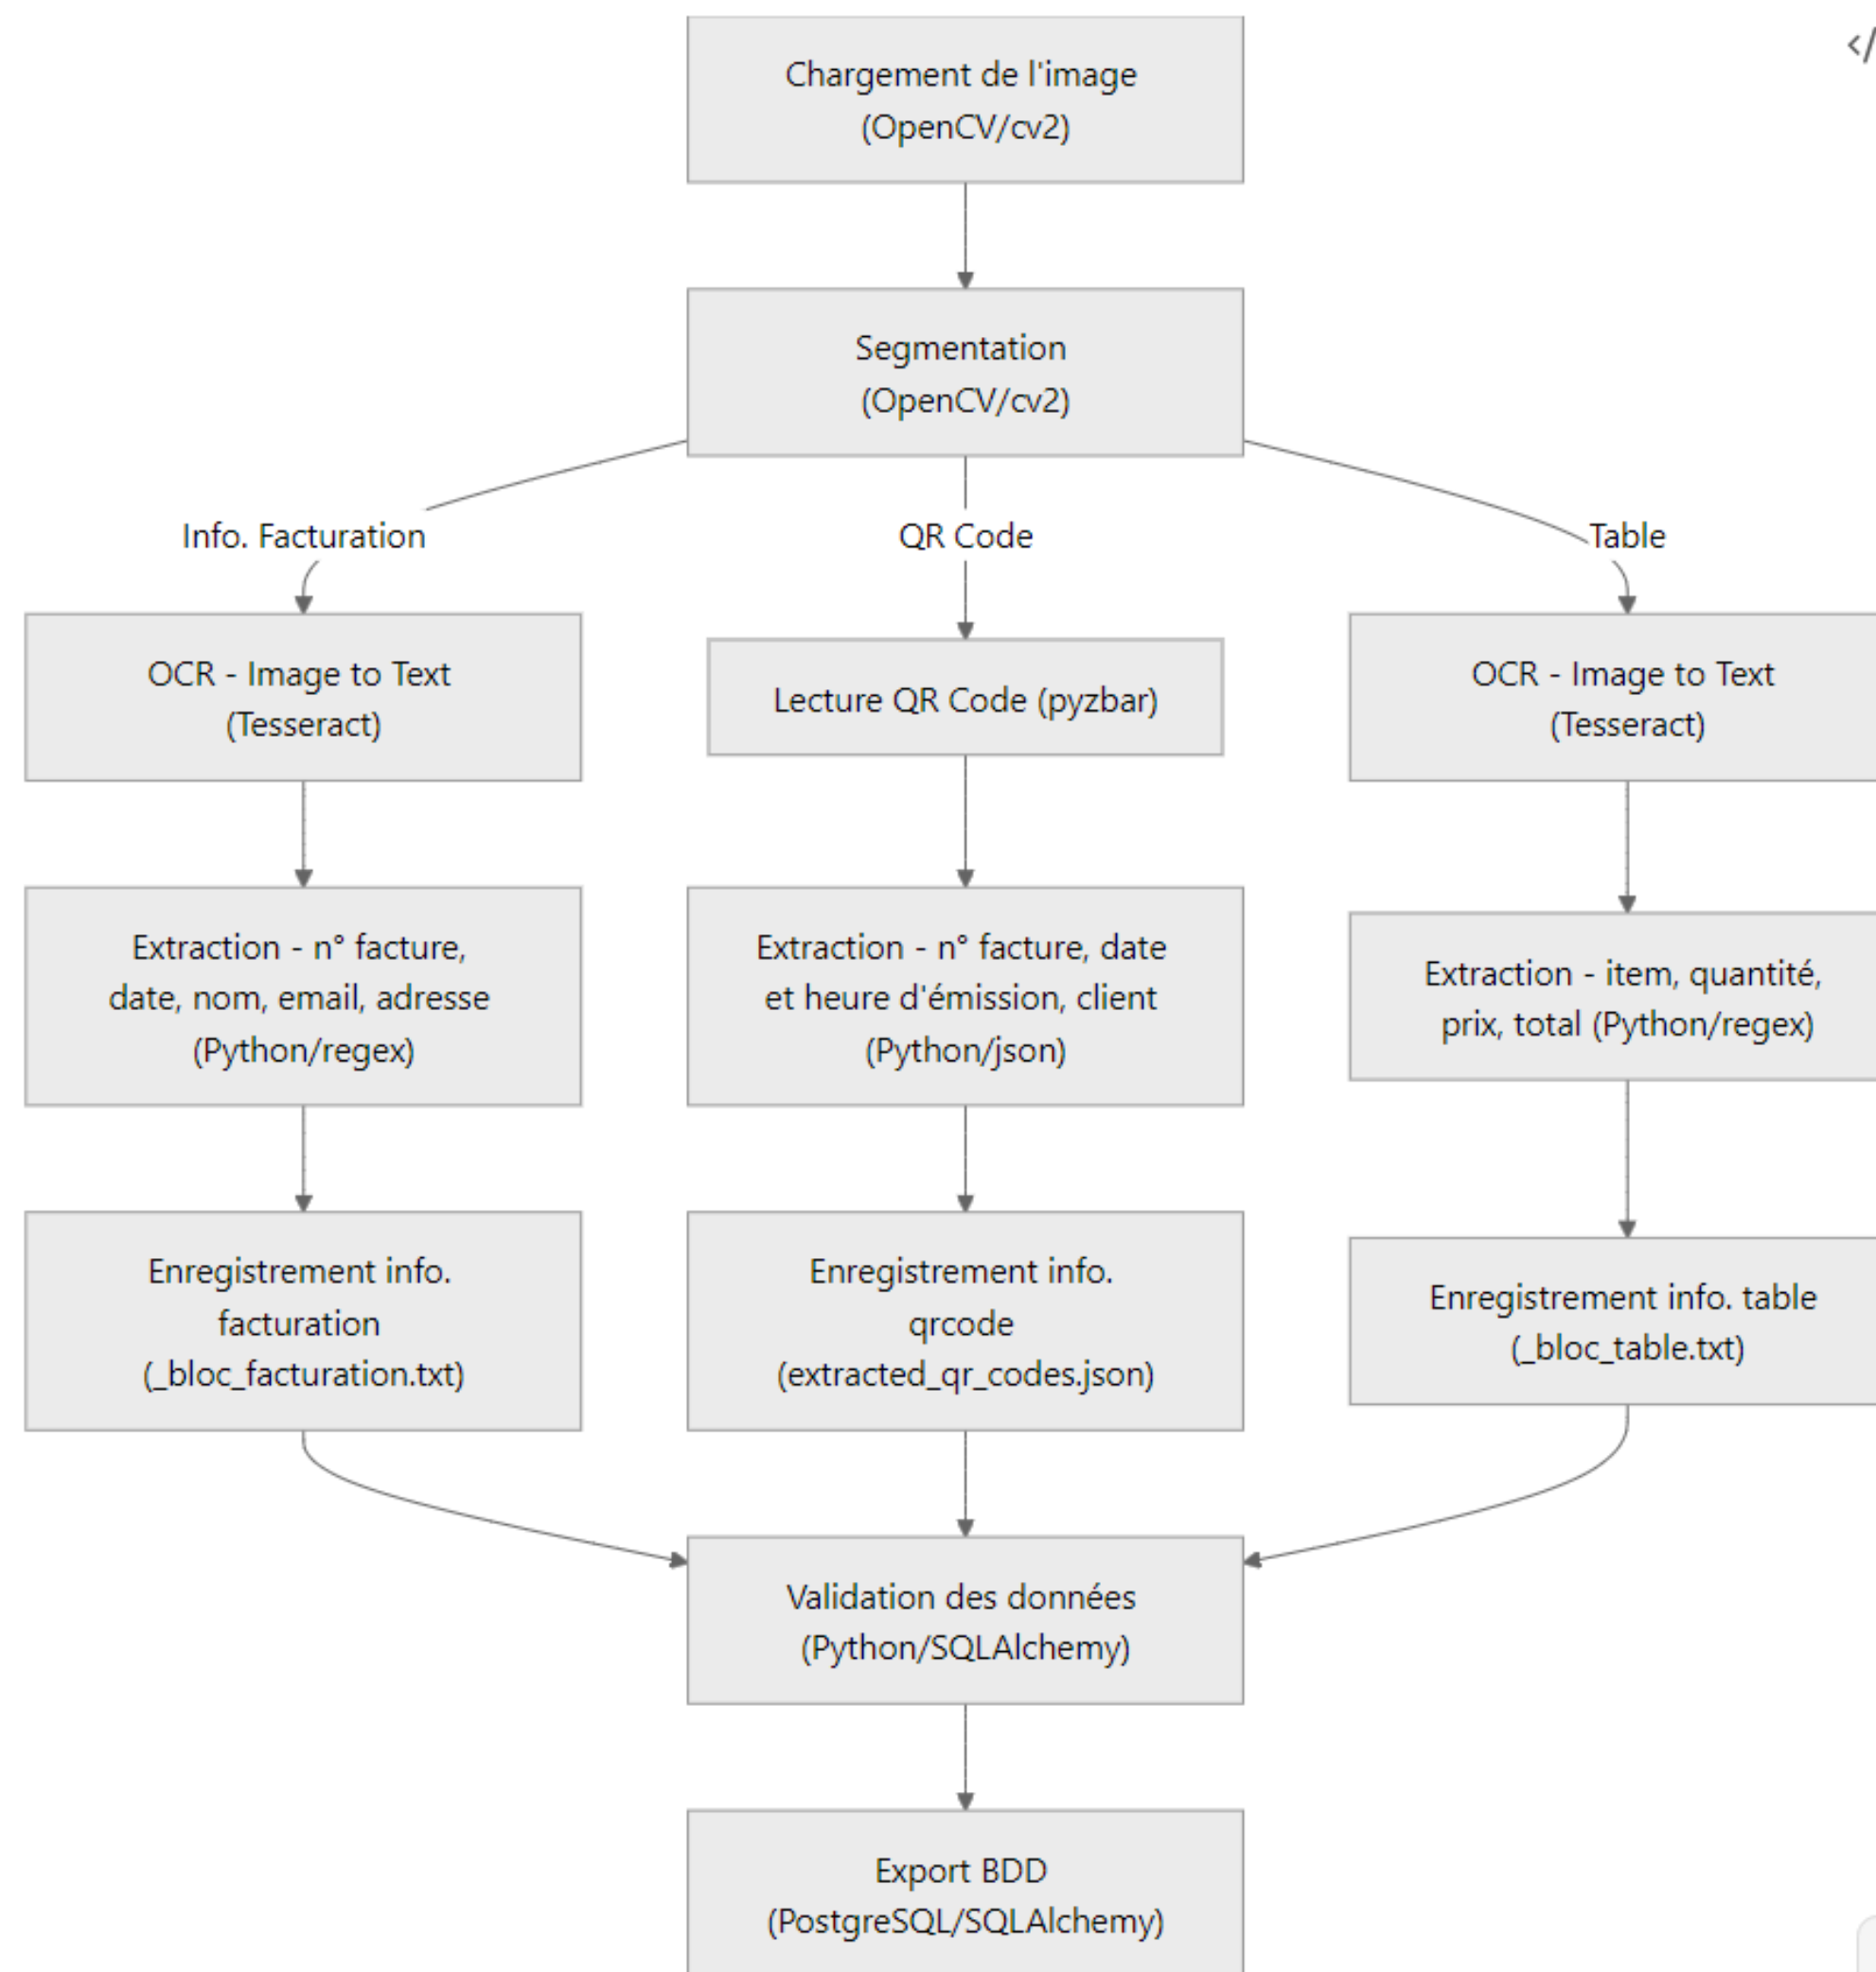 </
Chargement de l'image
(OpenCV/cv2)
Segmentation
(OpenCV/cv2)
Info. Facturation
QR Code
Table
OCR - Image to Text
(Tesseract)
Lecture QR Code (pyzbar)
OCR - Image to Text
(Tesseract)
Extraction - n° facture,
date, nom, email, adresse
(Python/regex)
Extraction - n° facture, date
et heure d'émission, client
(Python/json)
Extraction - item, quantité,
prix, total (Python/regex)
Enregistrement info.
facturation
(_bloc_facturation.txt)
Enregistrement info.
qrcode
(extracted_qr_codes.json)
Enregistrement info. table
(_bloc_table.txt)
Validation des données
(Python/SQLAlchemy)
Export BDD
(PostgreSQL/SQLAlchemy)